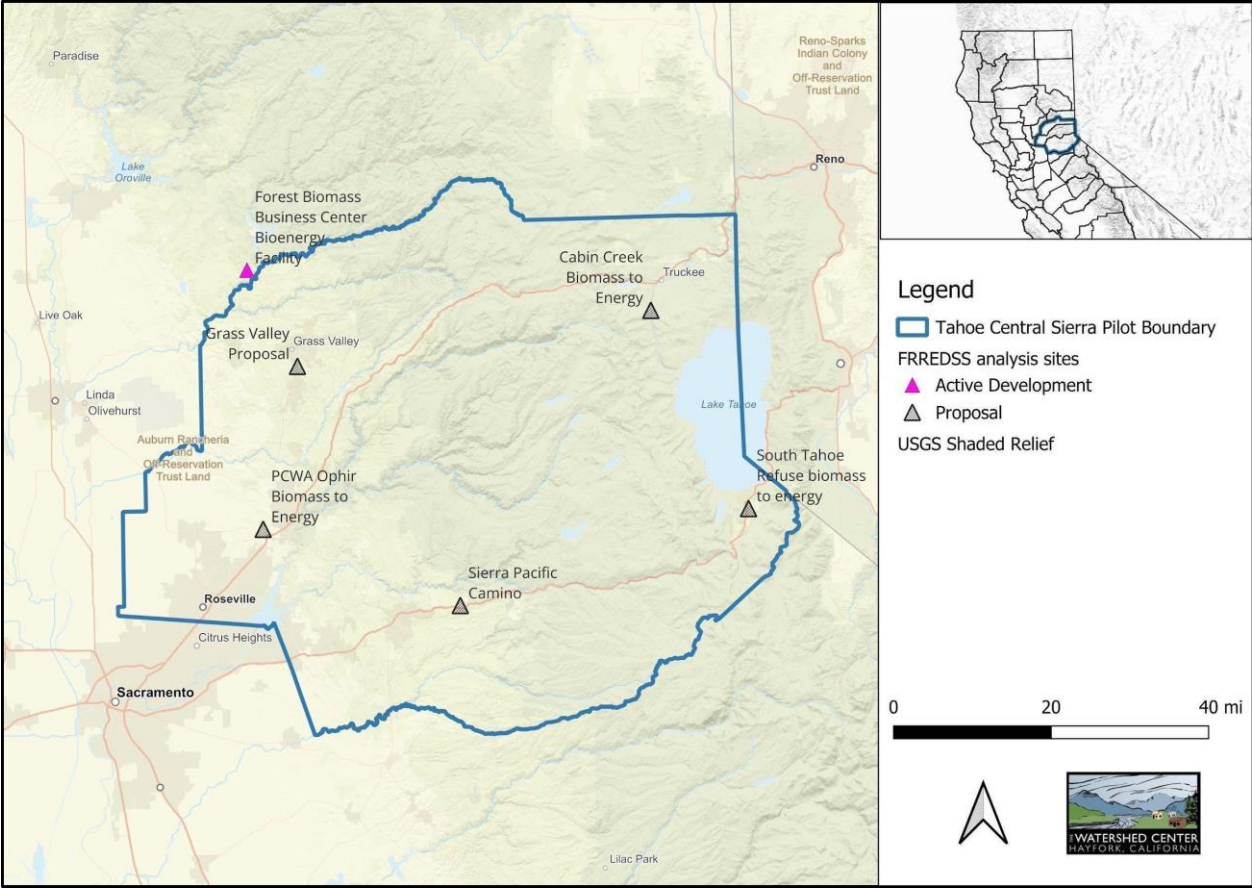 Paradise
Reno-Sparks
Indian Colony
and
Off-Reservation
Trust Land
Lake
Oroville
Reno
Forest Biomass
Business Center
Bioenergy
Facility
Cabin Creek
Biomass to
Energy
Truckee
Live Oak
Grass Valley
Proposal
Grass Valley
Linda
Olivehurst
Lake Tahoe
Auburn Rancheria
and
Off-Reservation
Trust Land
South Tahoe
Refuse biomass
to energy
PCWA Ophir
Biomass to
Energy
Sierra Pacific
Camino
Roseville
Citrus Heights
Sacramento
Lilac Park
Legend
Tahoe Central Sierra Pilot Boundary
FRREDSS analysis sites
Active Development
Proposal
USGS Shaded Relief
0 20 40 mi
THE WATERSHED CENTER
HAYFORK, CALIFORNIA